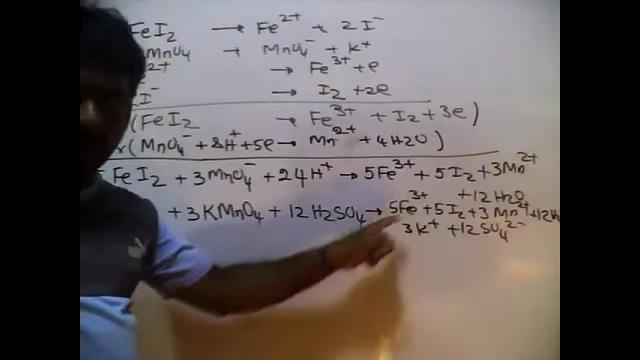 FeI₂ → Fe²⁺ + 2I⁻
MnO₄ → MnO₄⁻ + K⁺
2+ → Fe³⁺ + e
I⁻ → I₂ + 2e
(FeI₂ → Fe³⁺ + I₂ + 3e)
x(MnO₄⁻ + 8H⁺ + 5e → Mn²⁺ + 4H2O)
FeI₂ + 3MnO₄⁻ + 24H⁺ → 5Fe³⁺ + 5I₂ + 3Mn²⁺
+ 12H₂O
+ 3KMnO₄ + 12H₂SO₄ → 5Fe³⁺ + 5I₂ + 3Mn²⁺ + 12H
3K⁺ + 12SO₄²⁻